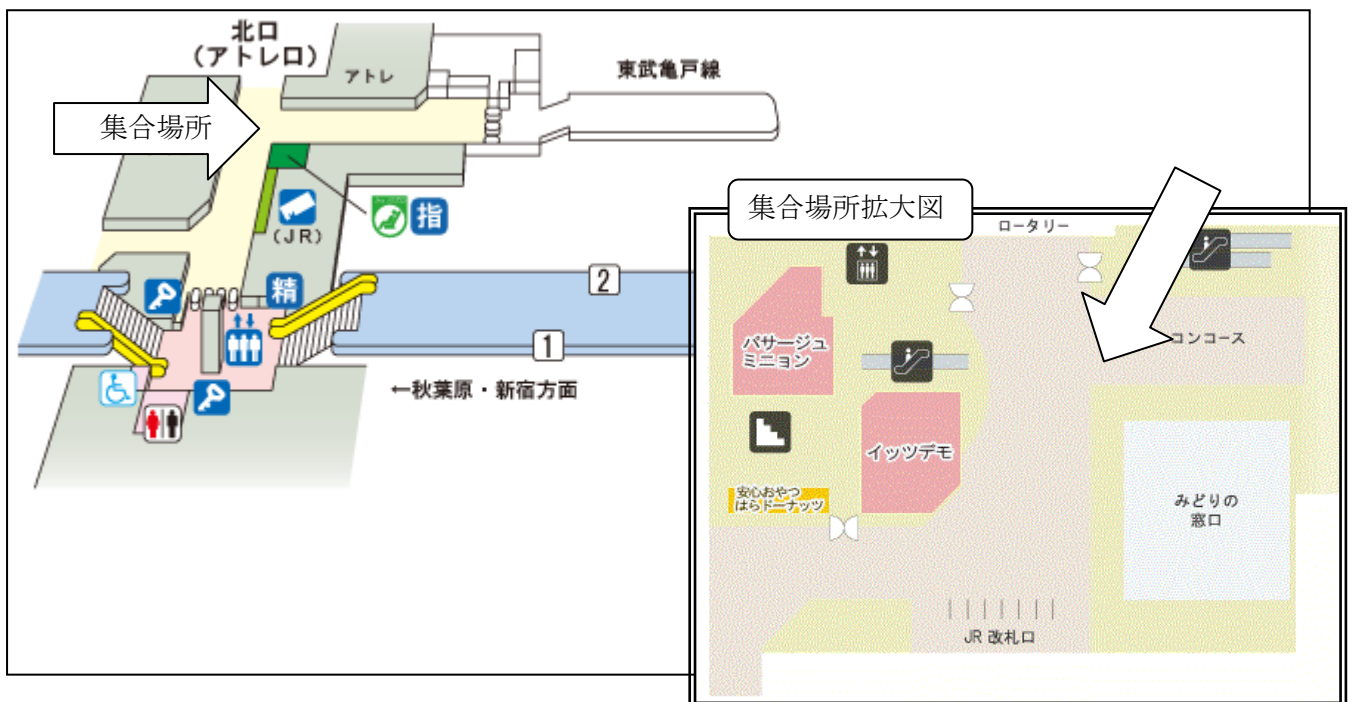 北口
(アトレ口)
アトレ
東武亀戸線
集合場所
指
(JR)
精
2
1
←秋葉原・新宿方面
集合場所拡大図
ロータリー
パサージュ
ミニョン
コンコース
イッツデモ
安心おやつ
はらドーナッツ
みどりの
窓口
JR 改札口